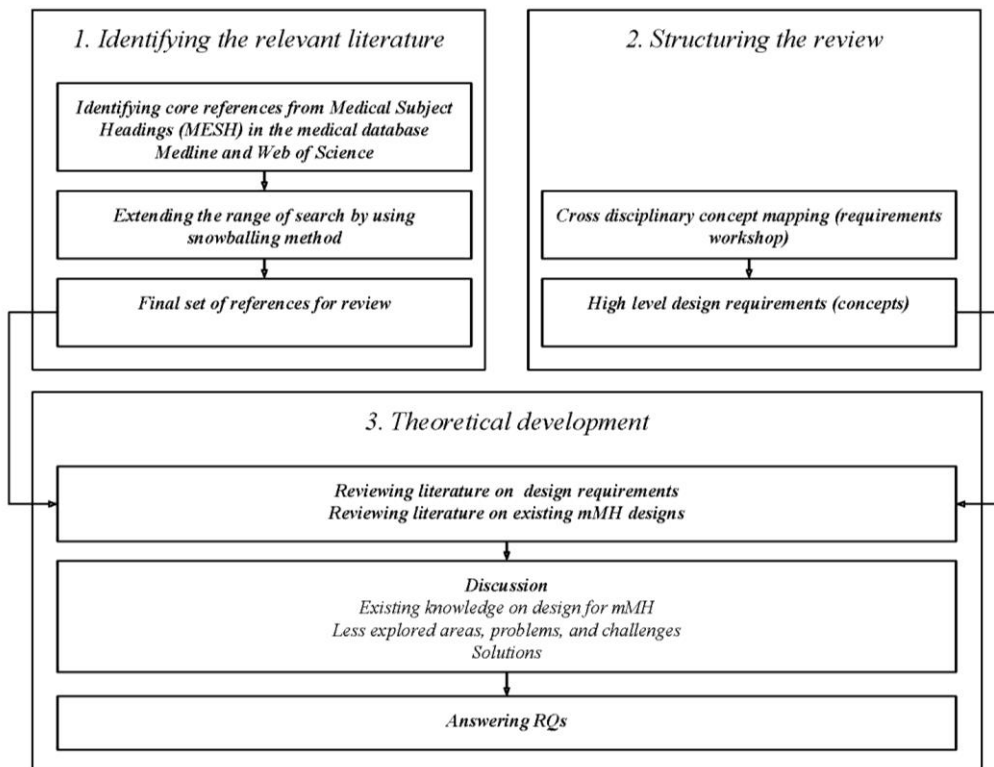 1. Identifying the relevant literature
Identifying core references from Medical Subject
Headings (MESH) in the medical database
Medline and Web of Science
Extending the range of search by using
snowballing method
Final set of references for review
2. Structuring the review
Cross disciplinary concept mapping (requirements
workshop)
High level design requirements (concepts)
3. Theoretical development
Reviewing literature on design requirements
Reviewing literature on existing mMH designs
Discussion
Existing knowledge on design for mMH
Less explored areas, problems, and challenges
Solutions
Answering RQs